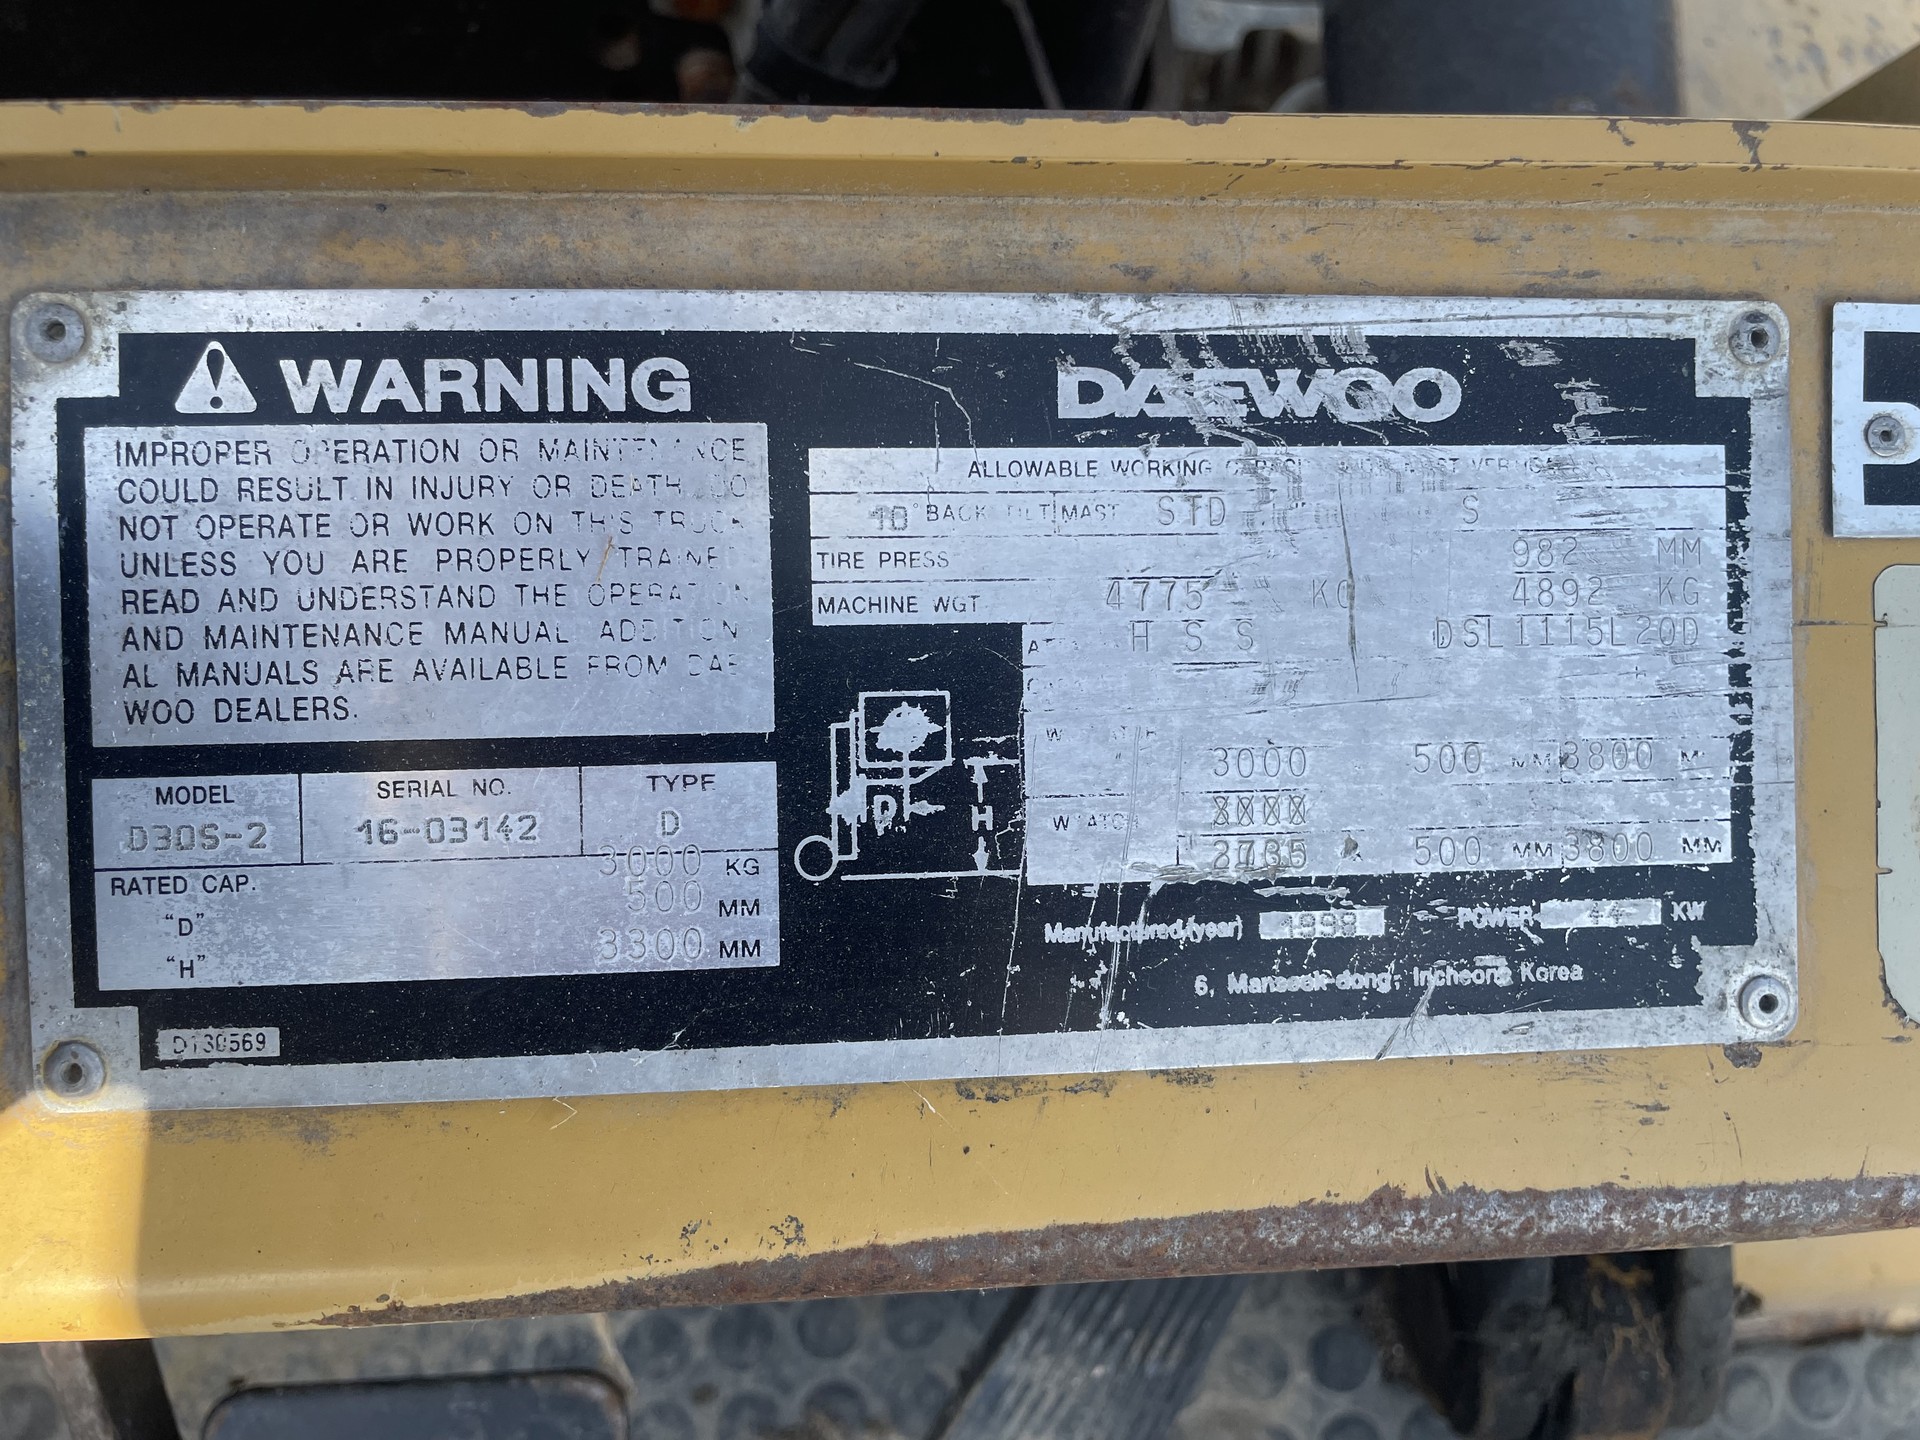 WARNING
IMPROPER OPERATION OR MAINTENANCE
COULD RESULT IN INJURY OR DEATH. DO
NOT OPERATE OR WORK ON THIS TRUCK
UNLESS YOU ARE PROPERLY TRAINED
READ AND UNDERSTAND THE OPERATION
AND MAINTENANCE MANUAL ADDITION
AL MANUALS ARE AVAILABLE FROM DAE
WOO DEALERS.
MODEL SERIAL NO. TYPE
D30S-2 16-03142 D
RATED CAP. 3000 KG
"D" 500 MM
"H" 3300 MM
D130569
DAEWOO
ALLOWABLE WORKING
10° BACK TILT MAST STD S
TIRE PRESS 982 MM
MACHINE WGT 4775 KG 4892 KG
H S S DSL1115L20D
3000 500 MM 3800
500 MM 3800 MM
D H
Manufactured(year) 1998 POWER 44 KW
6, Manseok-dong, Incheong Korea